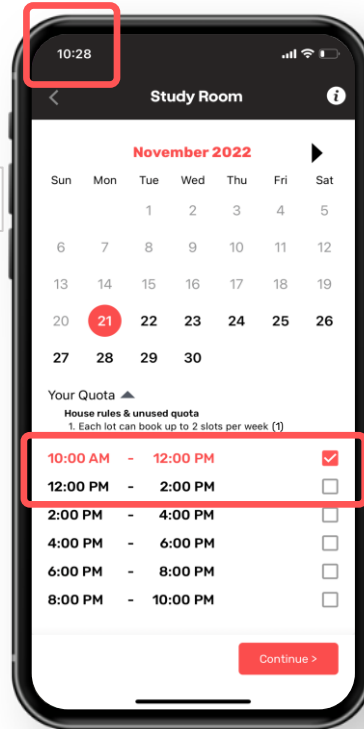 10:28
Study Room
November 2022
Sun Mon Tue Wed Thu Fri Sat
1 2 3 4 5
6 7 8 9 10 11 12
13 14 15 16 17 18 19
20 21 22 23 24 25 26
27 28 29 30
Your Quota
House rules & unused quota
1. Each lot can book up to 2 slots per week (1)
10:00 AM - 12:00 PM
12:00 PM - 2:00 PM
2:00 PM - 4:00 PM
4:00 PM - 6:00 PM
6:00 PM - 8:00 PM
8:00 PM - 10:00 PM
Continue >